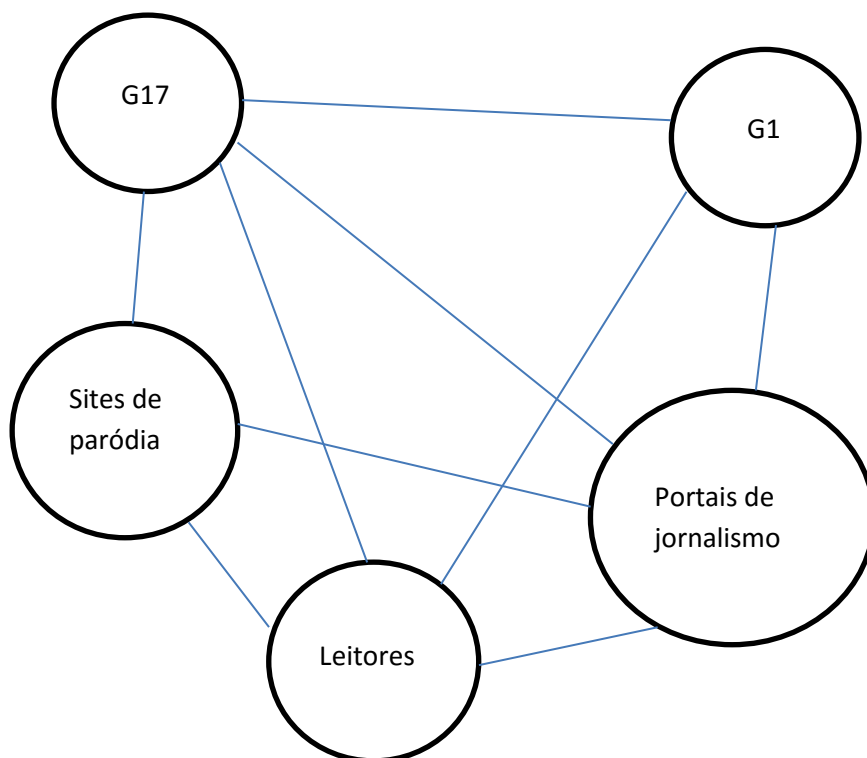 G17
G1
Sites de
paródia
Portais de
jornalismo
Leitores